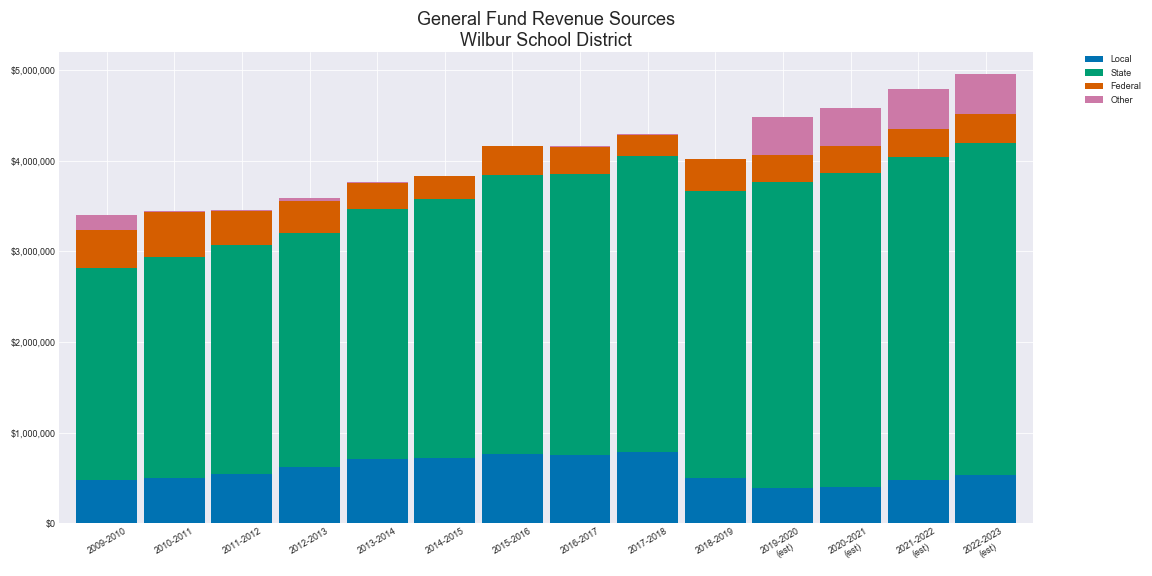 General Fund Revenue Sources
Wilbur School District
$5,000,000
$4,000,000
$3,000,000
$2,000,000
$1,000,000
$0
2009-2010
2010-2011
2011-2012
2012-2013
2013-2014
2014-2015
2015-2016
2016-2017
2017-2018
2018-2019
2019-2020
(est)
2020-2021
(est)
2021-2022
(est)
2022-2023
(est)
Local
State
Federal
Other